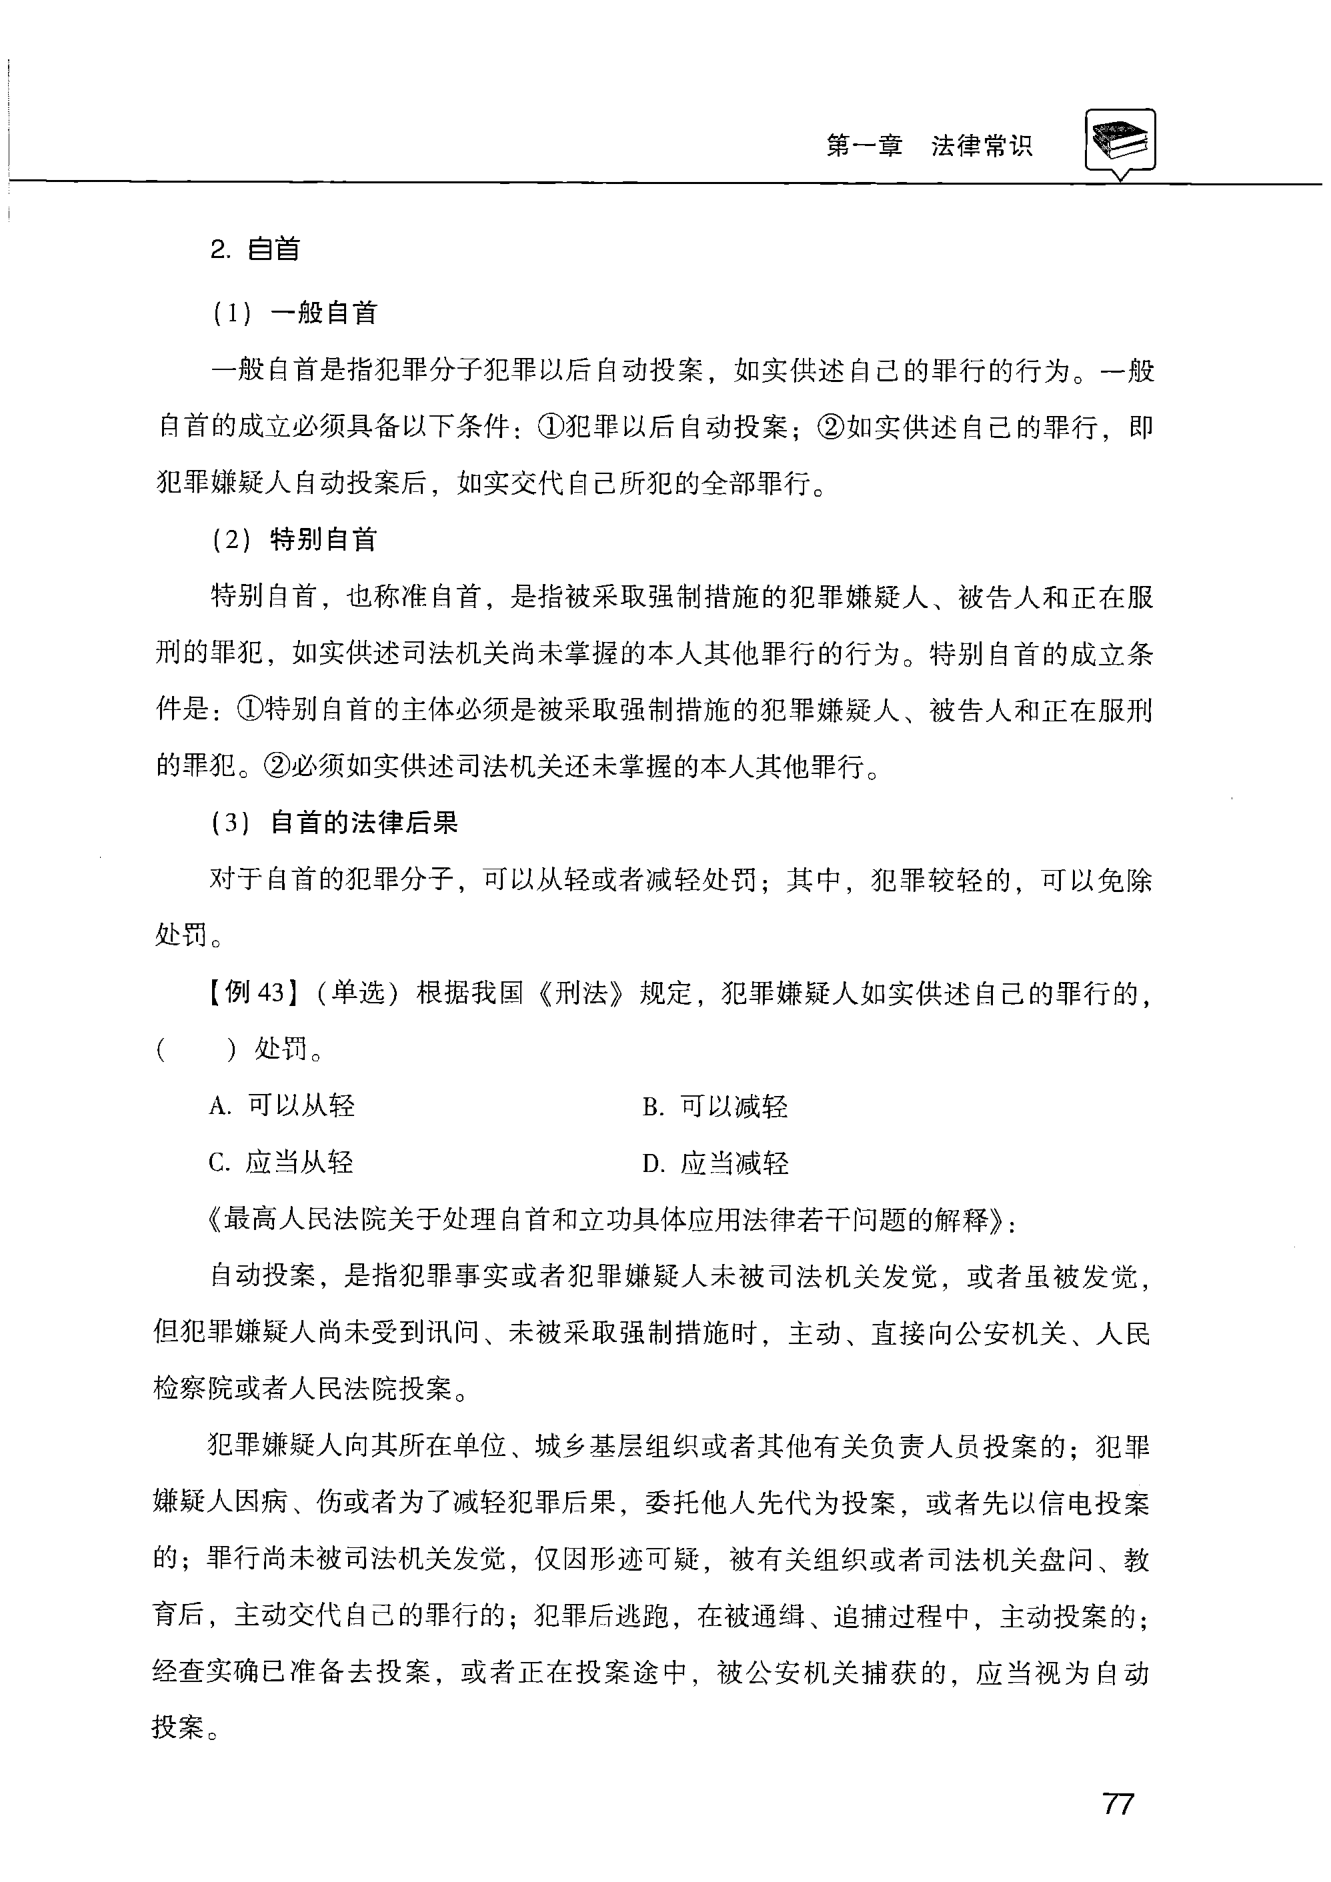 第一章 法律常识
2. 自首
(1) 一般自首
一般自首是指犯罪分子犯罪以后自动投案，如实供述自己的罪行的行为。一般
自首的成立必须具备以下条件：①犯罪以后自动投案；②如实供述自己的罪行，即
犯罪嫌疑人自动投案后，如实交代自己所犯的全部罪行。
(2) 特别自首
特别自首，也称准自首，是指被采取强制措施的犯罪嫌疑人、被告人和正在服
刑的罪犯，如实供述司法机关尚未掌握的本人其他罪行的行为。特别自首的成立条
件是：①特别自首的主体必须是被采取强制措施的犯罪嫌疑人、被告人和正在服刑
的罪犯。②必须如实供述司法机关还未掌握的本人其他罪行。
(3) 自首的法律后果
对于自首的犯罪分子，可以从轻或者减轻处罚；其中，犯罪较轻的，可以免除
处罚。
【例 43】(单选) 根据我国《刑法》规定，犯罪嫌疑人如实供述自己的罪行的，
(　　) 处罚。
A. 可以从轻　　B. 可以减轻
C. 应当从轻　　D. 应当减轻
《最高人民法院关于处理自首和立功具体应用法律若干问题的解释》：
自动投案，是指犯罪事实或者犯罪嫌疑人未被司法机关发觉，或者虽被发觉，
但犯罪嫌疑人尚未受到讯问、未被采取强制措施时，主动、直接向公安机关、人民
检察院或者人民法院投案。
犯罪嫌疑人向其所在单位、城乡基层组织或者其他有关负责人员投案的；犯罪
嫌疑人因病、伤或者为了减轻犯罪后果，委托他人先代为投案，或者先以信电投案
的；罪行尚未被司法机关发觉，仅因形迹可疑，被有关组织或者司法机关盘问、教
育后，主动交代自己的罪行的；犯罪后逃跑，在被通缉、追捕过程中，主动投案的；
经查实确已准备去投案，或者正在投案途中，被公安机关捕获的，应当视为自动
投案。
77